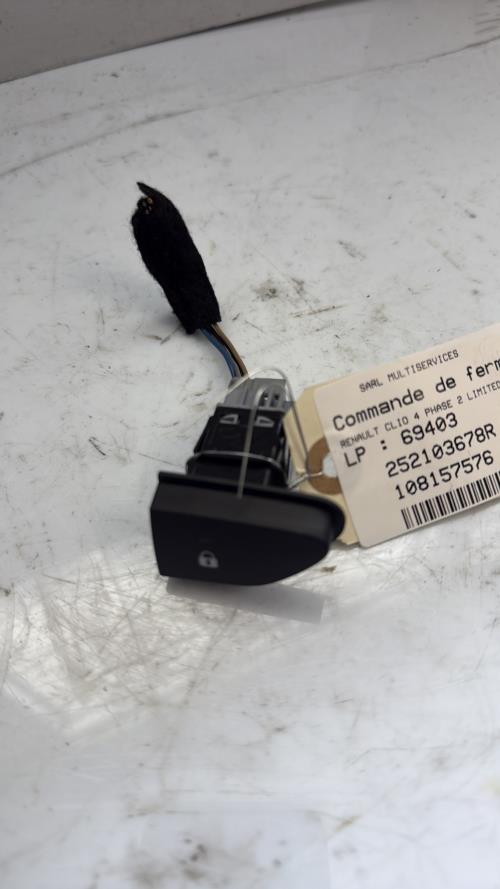 SARL MULTISERVICES
Commande de ferm
RENAULT CLIO 4 PHASE 2 LIMITED
LP : 69403
252103678R
108157576